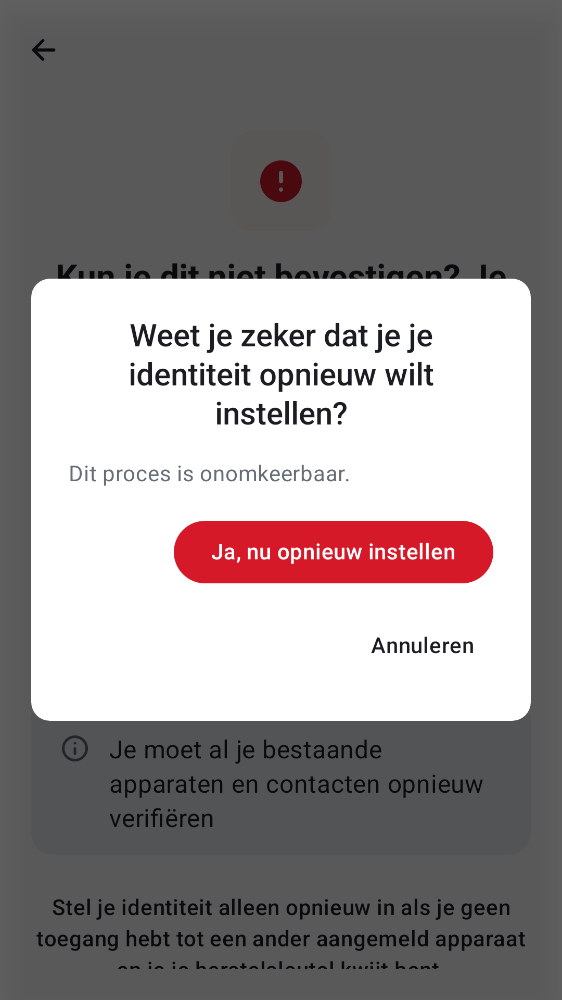 Kun je dit niet bevestigen? Je
Weet je zeker dat je je
identiteit opnieuw wilt
instellen?
Dit proces is onomkeerbaar.
Ja, nu opnieuw instellen
Annuleren
Je moet al je bestaande
apparaten en contacten opnieuw
verifiëren
Stel je identiteit alleen opnieuw in als je geen
toegang hebt tot een ander aangemeld apparaat
en je je herstelsleutel kwijt bent.